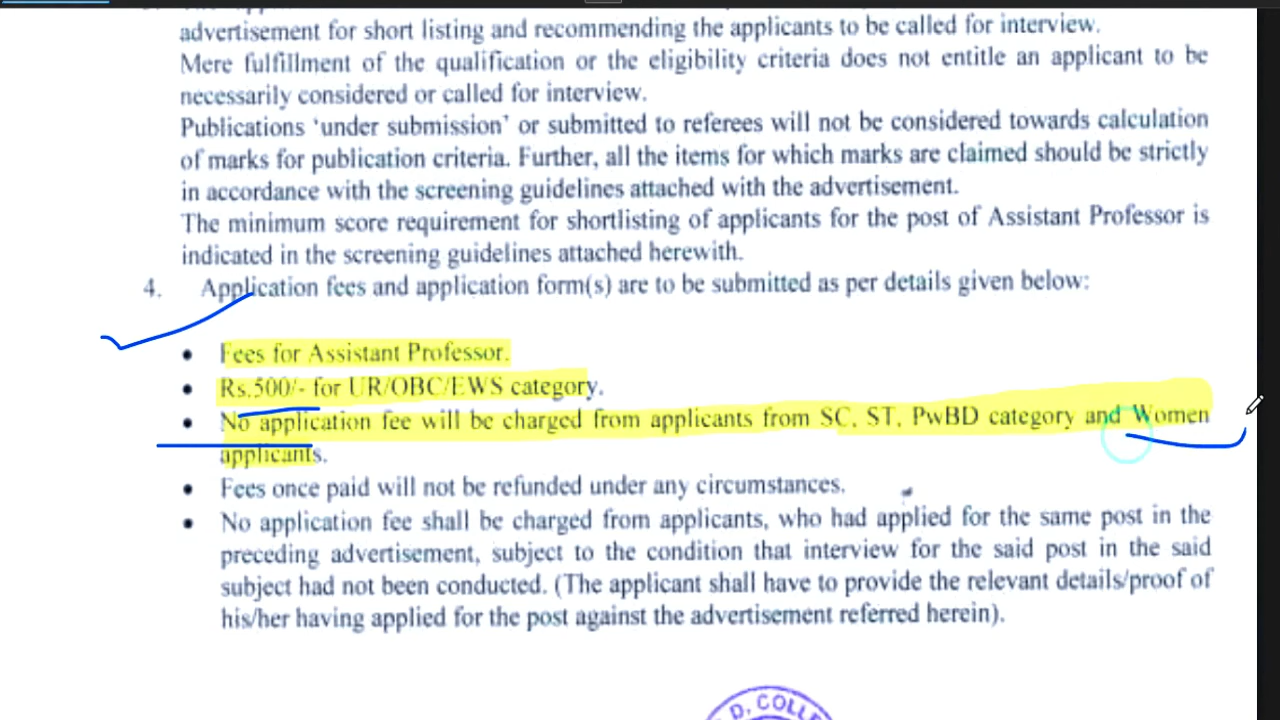 advertisement for short listing and recommending the applicants to be called for interview.
Mere fulfillment of the qualification or the eligibility criteria does not entitle an applicant to be
necessarily considered or called for interview.
Publications ‘under submission’ or submitted to referees will not be considered towards calculation
of marks for publication criteria. Further, all the items for which marks are claimed should be strictly
in accordance with the screening guidelines attached with the advertisement.
The minimum score requirement for shortlisting of applicants for the post of Assistant Professor is
indicated in the screening guidelines attached herewith.
4. Application fees and application form(s) are to be submitted as per details given below:
• Fees for Assistant Professor.
• Rs.500/- for UR/OBC/EWS category.
• No application fee will be charged from applicants from SC, ST, PwBD category and Women
applicants.
• Fees once paid will not be refunded under any circumstances.
• No application fee shall be charged from applicants, who had applied for the same post in the
preceding advertisement, subject to the condition that interview for the said post in the said
subject had not been conducted. (The applicant shall have to provide the relevant details/proof of
his/her having applied for the post against the advertisement referred herein).
D. COLL